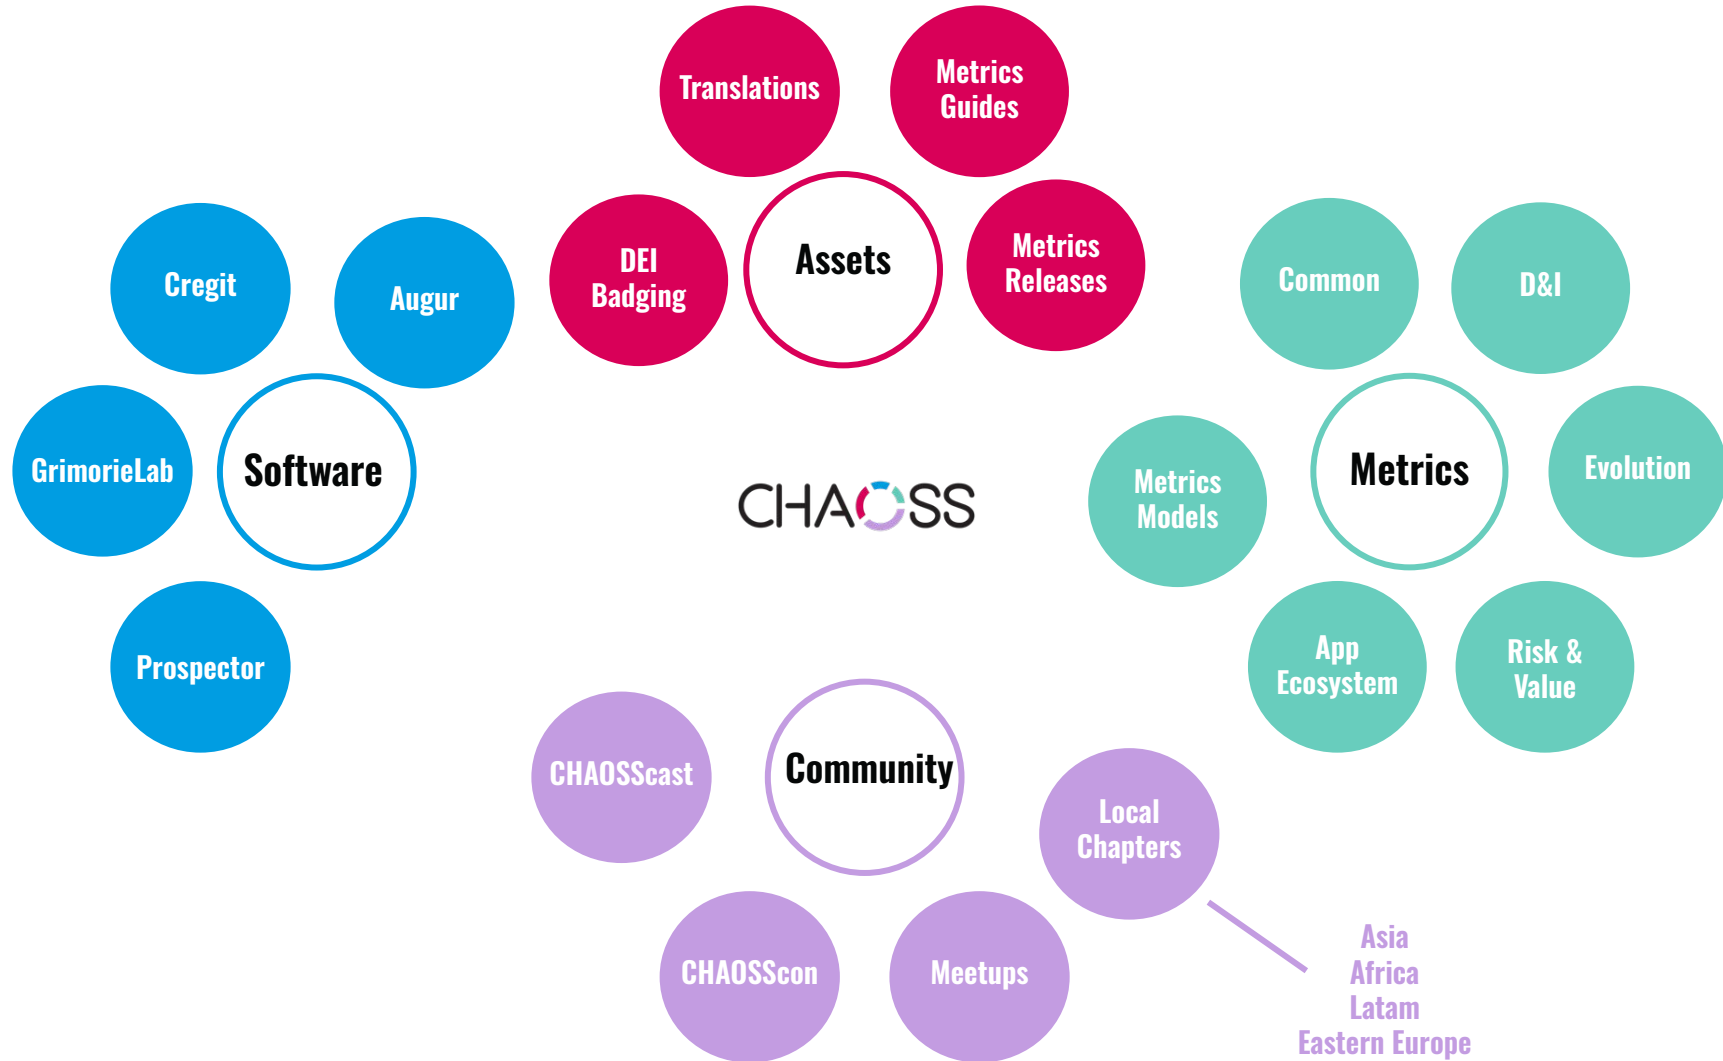 Translations
Metrics
Guides
DEI
Badging
Assets
Metrics
Releases
Cregit
Augur
GrimorieLab
Software
Prospector
CHAOSS
Common
D&I
Metrics
Models
Metrics
Evolution
App
Ecosystem
Risk &
Value
CHAOSScast
Community
Local
Chapters
CHAOSScon
Meetups
Asia
Africa
Latam
Eastern Europe